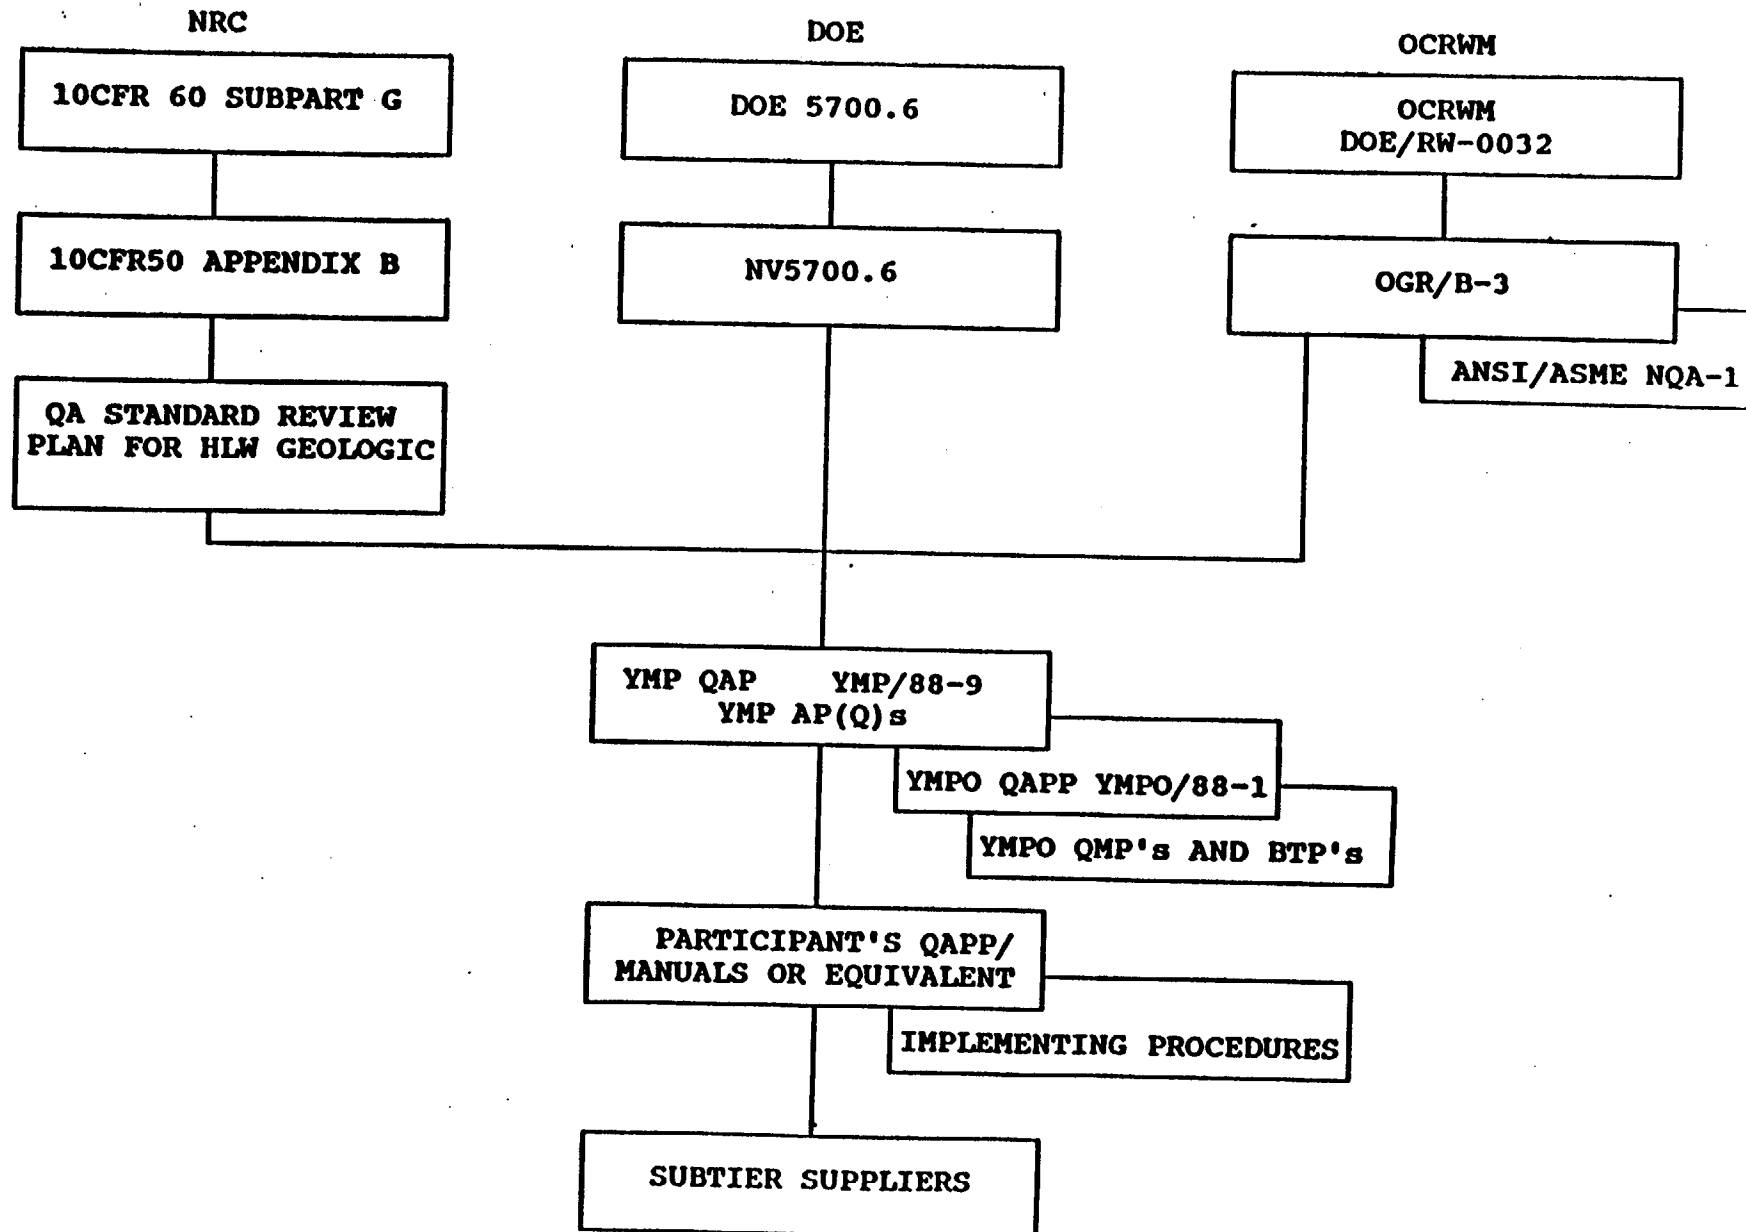 NRC
DOE
OCRWM
10CFR 60 SUBPART G
DOE 5700.6
OCRWM
DOE/RW-0032
10CFR50 APPENDIX B
NV5700.6
OGR/B-3
ANSI/ASME NQA-1
QA STANDARD REVIEW
PLAN FOR HLW GEOLOGIC
YMP QAP YMP/88-9
YMP AP(Q)s
YMPO QAPP YMPO/88-1
YMPO QMP's AND BTP's
PARTICIPANT'S QAPP/
MANUALS OR EQUIVALENT
IMPLEMENTING PROCEDURES
SUBTIER SUPPLIERS